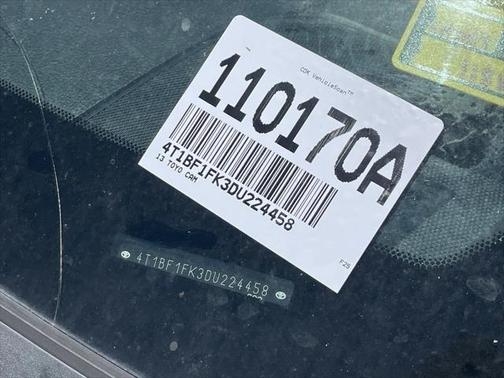 CDK VehicleScan™
110170A
4T1BF1FK3DU224458
13 TOYO CAM
F25
4T1BF1FK3DU224458